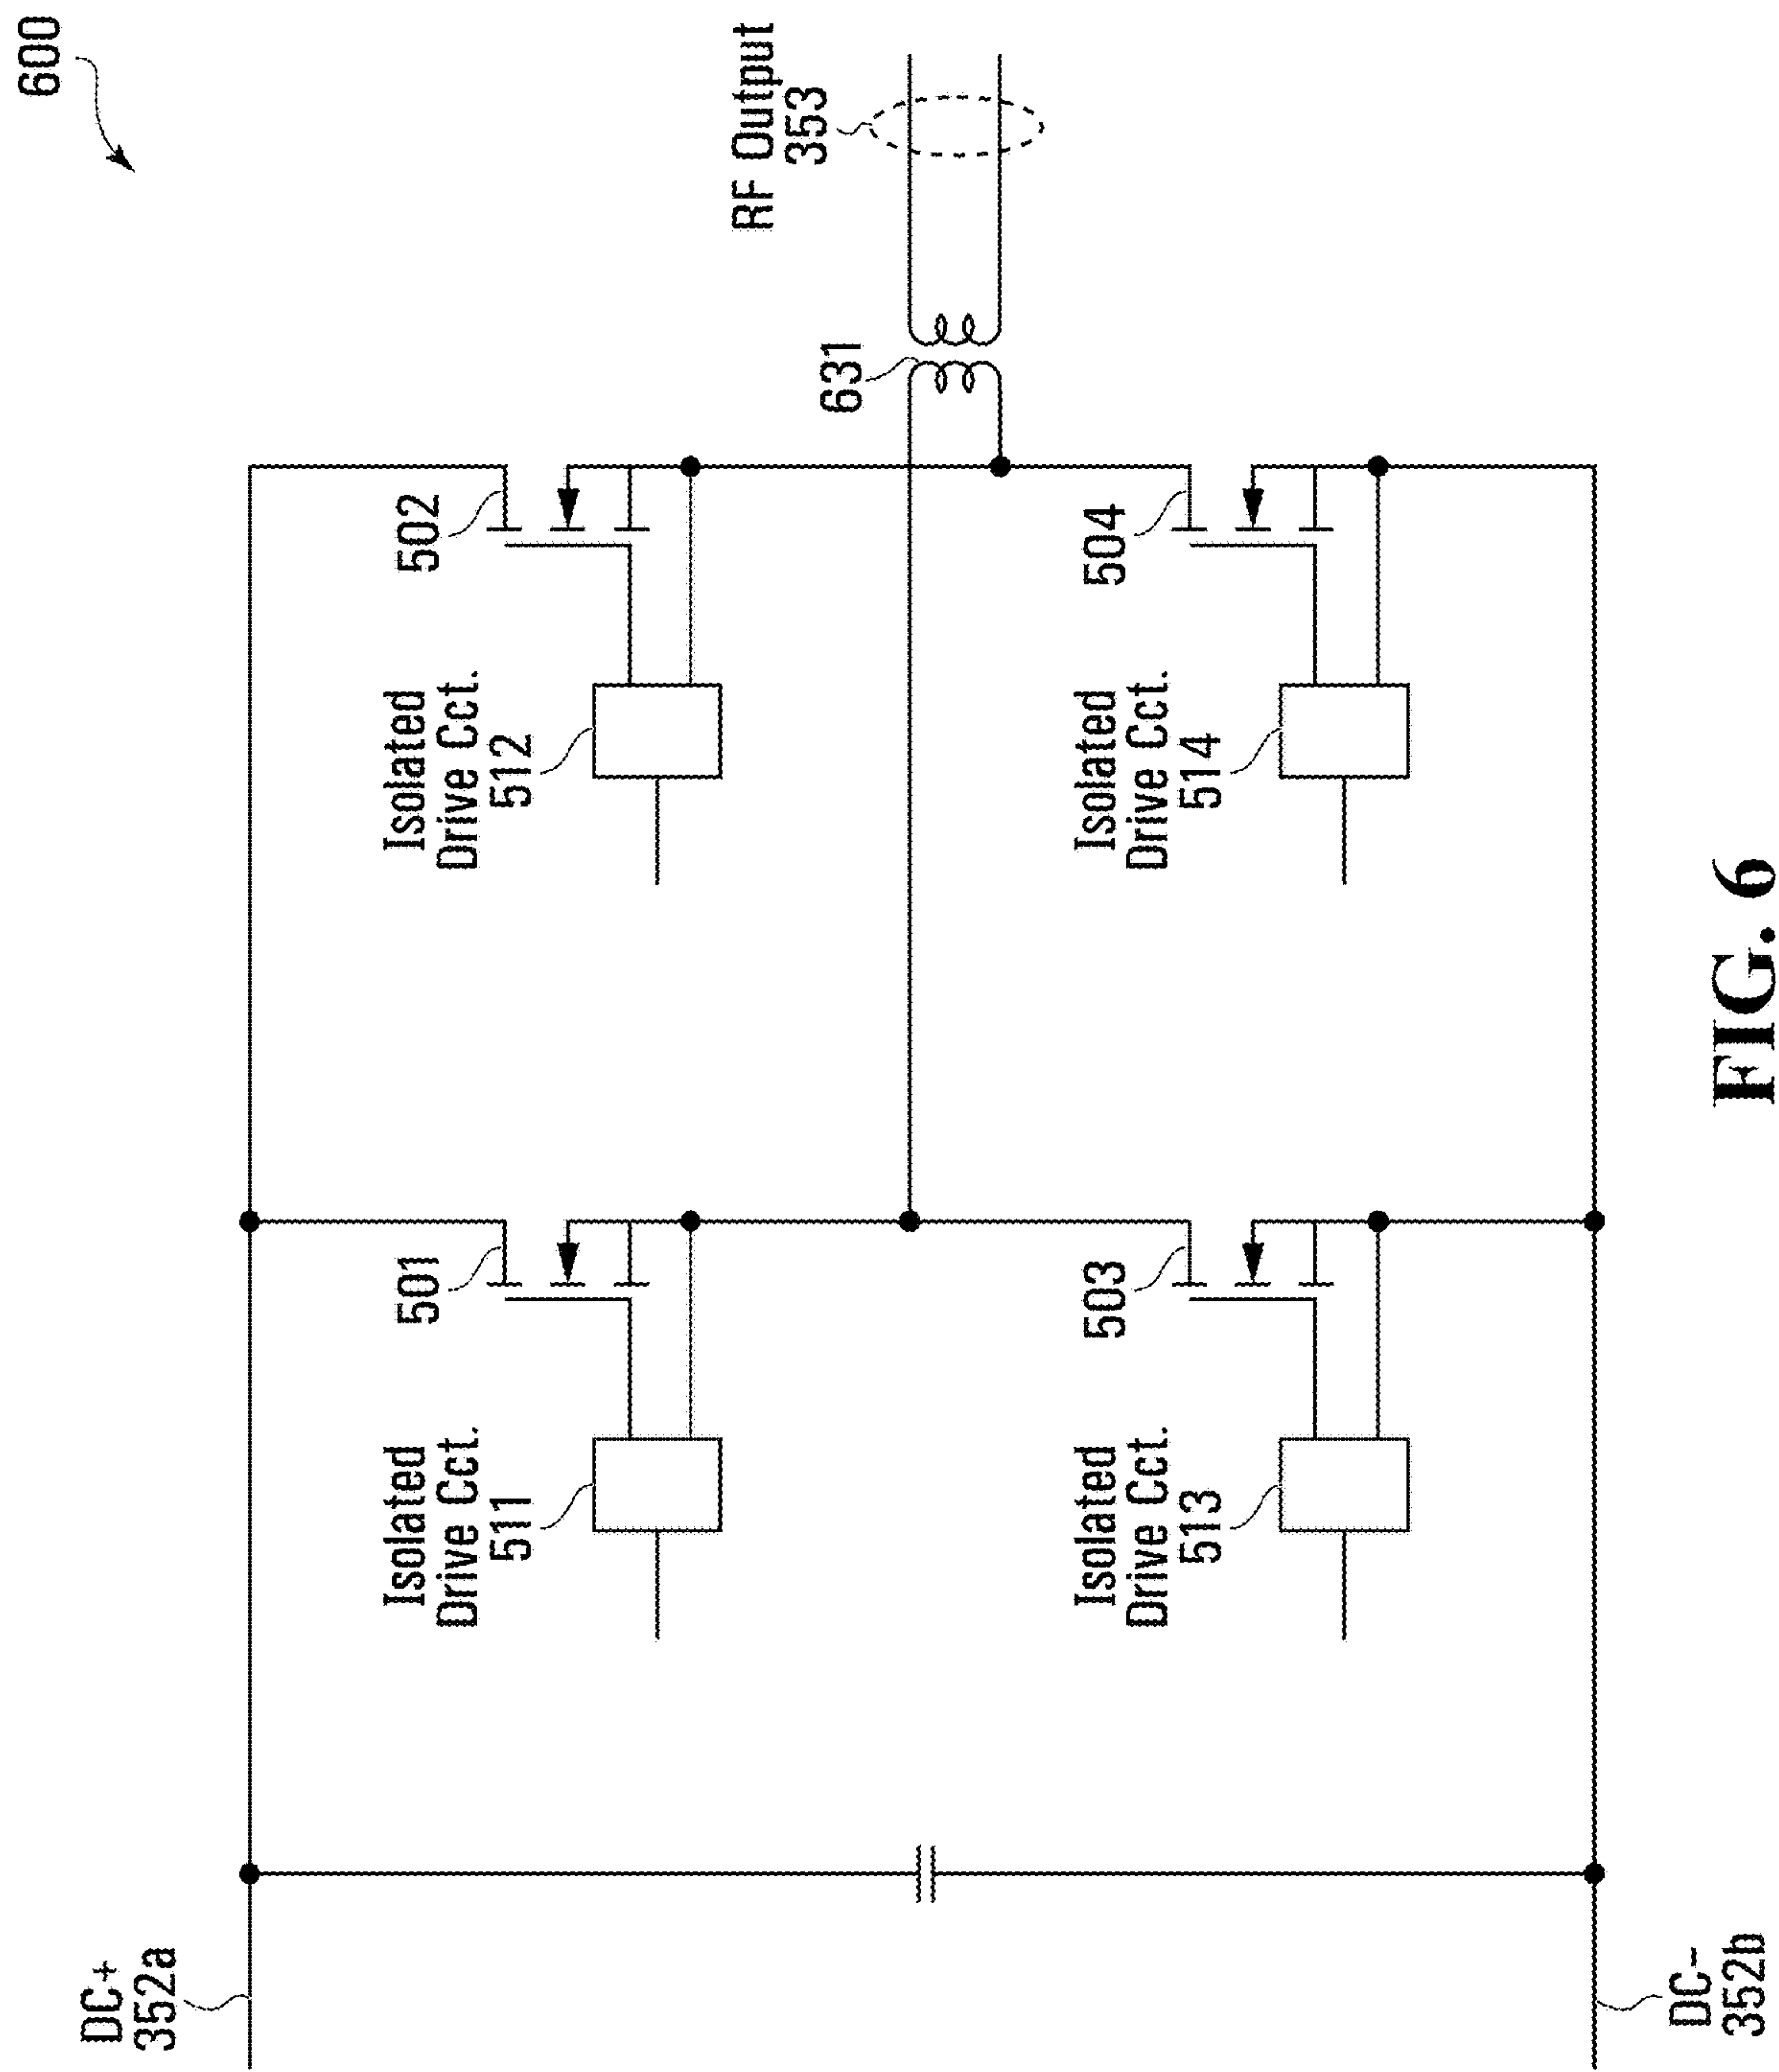 600
DC+
352a
Isolated
Drive Cct.
511
501
Isolated
Drive Cct.
512
502
631
RF Output
353
Isolated
Drive Cct.
513
503
Isolated
Drive Cct.
514
504
DC-
352b
FIG. 6